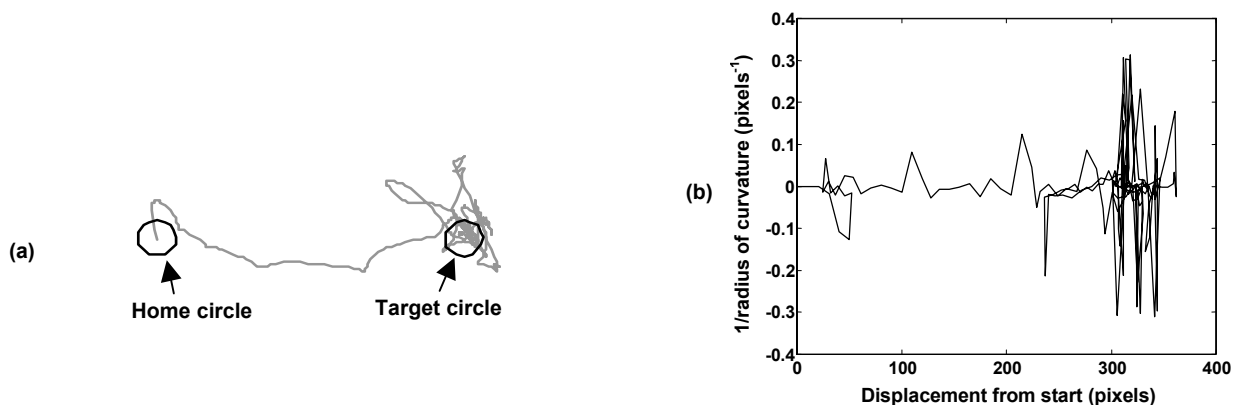 (a)
Home circle
Target circle
(b)
1/radius of curvature (pixels-1)
0.4
0.3
0.2
0.1
0
-0.1
-0.2
-0.3
-0.4
0
100
200
300
400
Displacement from start (pixels)